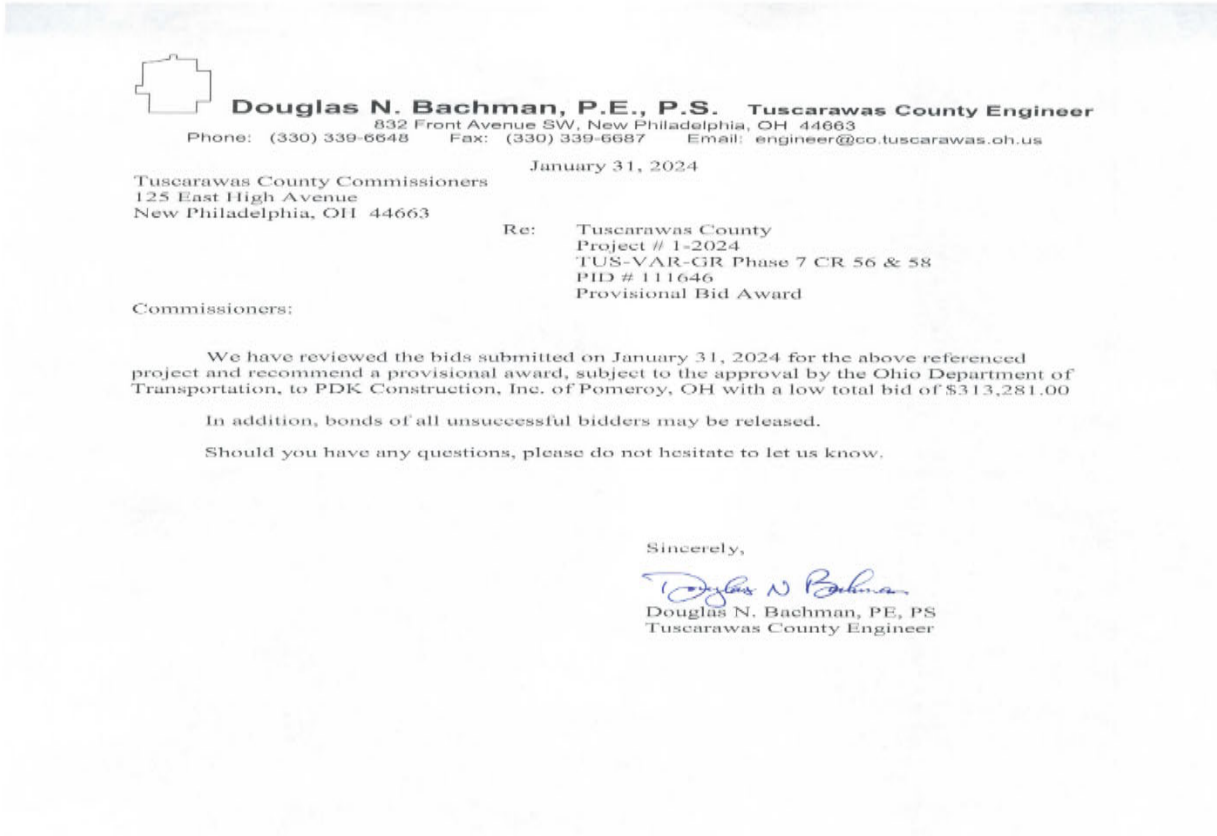 Douglas N. Bachman, P.E., P.S. Tuscarawas County Engineer
832 Front Avenue SW, New Philadelphia, OH 44663
Phone: (330) 339-6648 Fax: (330) 339-6687 Email: engineer@co.tuscarawas.oh.us
January 31, 2024
Tuscarawas County Commissioners
125 East High Avenue
New Philadelphia, OH 44663
Re: Tuscarawas County
Project # 1-2024
TUS-VAR-GR Phase 7 CR 56 & 58
PID # 111646
Provisional Bid Award
Commissioners:
We have reviewed the bids submitted on January 31, 2024 for the above referenced
project and recommend a provisional award, subject to the approval by the Ohio Department of
Transportation, to PDK Construction, Inc. of Pomeroy, OH with a low total bid of $313,281.00
In addition, bonds of all unsuccessful bidders may be released.
Should you have any questions, please do not hesitate to let us know.
Sincerely,
Douglas N Bachman
Douglas N. Bachman, PE, PS
Tuscarawas County Engineer